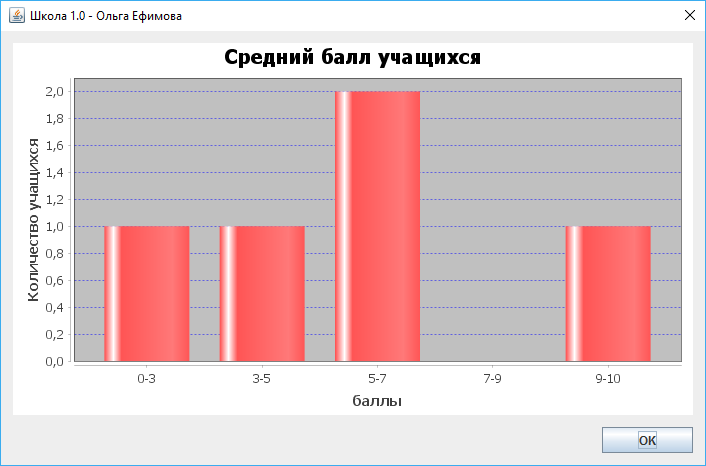 Школа 1.0 - Ольга Ефимова
Средний балл учащихся
Количество учащихся
2,0
1,8
1,6
1,4
1,2
1,0
0,8
0,6
0,4
0,2
0,0
0-3 3-5 5-7 7-9 9-10
баллы
OK